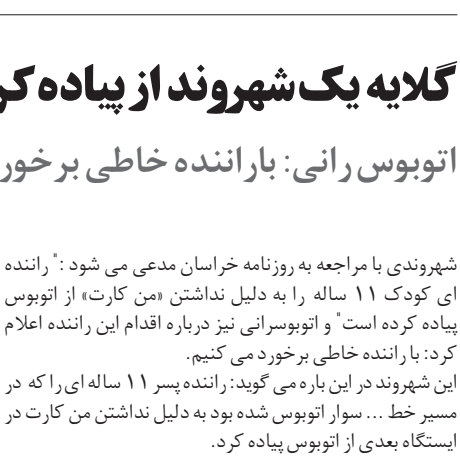 گلایه یک شهروند از پیاده کر
اتوبوس رانی: باراننده خاطی برخور
شهروندی با مراجعه به روزنامه خراسان مدعی می شود :" راننده
ای کودک ۱۱ ساله را به دلیل نداشتن «من کارت» از اتوبوس
پیاده کرده است" و اتوبوسرانی نیز درباره اقدام این راننده اعلام
کرد: با راننده خاطی برخورد می کنیم.
این شهروند در این باره می گوید: راننده پسر ۱۱ ساله ای را که در
مسیر خط ... سوار اتوبوس شده بود به دلیل نداشتن من کارت در
ایستگاه بعدی از اتوبوس پیاده کرد.